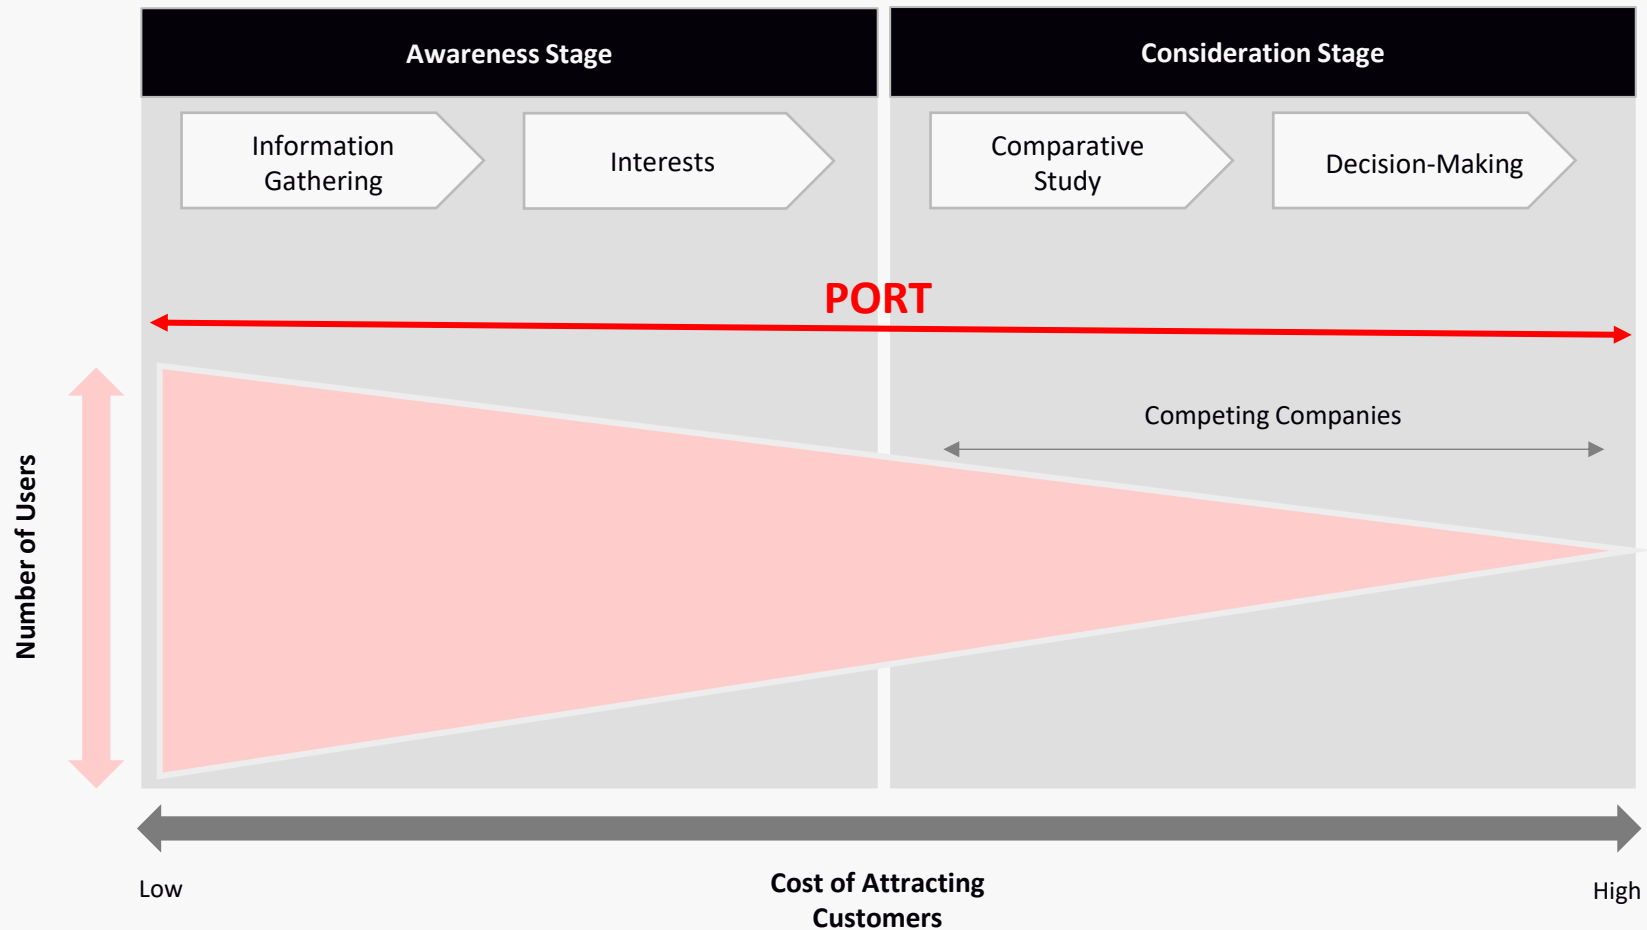 Awareness Stage
Consideration Stage
Information
Gathering
Interests
Comparative
Study
Decision-Making
PORT
Competing Companies
Number of Users
Low
Cost of Attracting
Customers
High